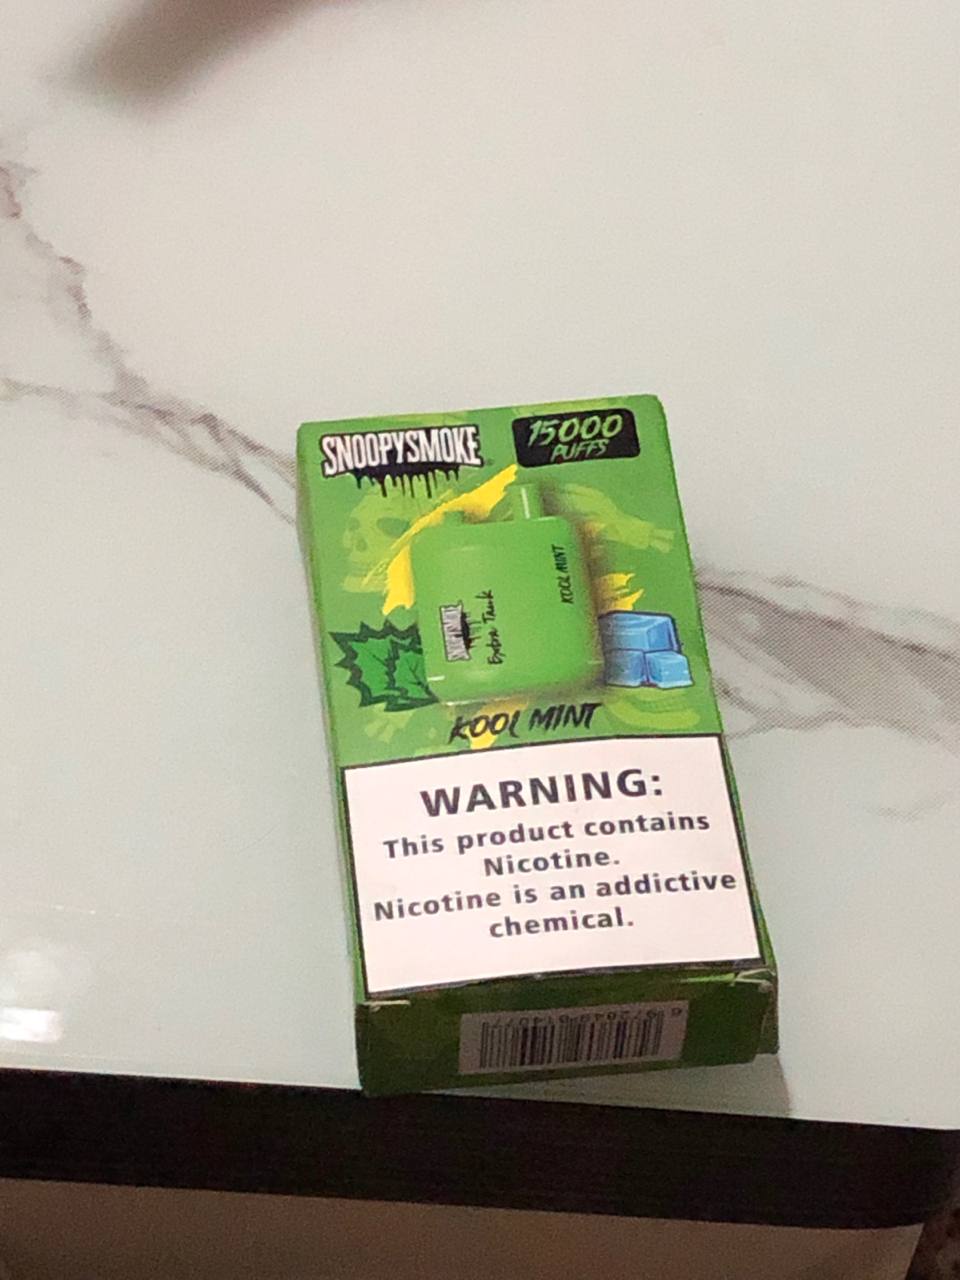 SNOOPYSMOKE
15000
PUFFS
KOOL MINT
SNOOPYSMOKE
Extra Tank
KOOL MINT
WARNING:
This product contains
Nicotine.
Nicotine is an addictive
chemical.